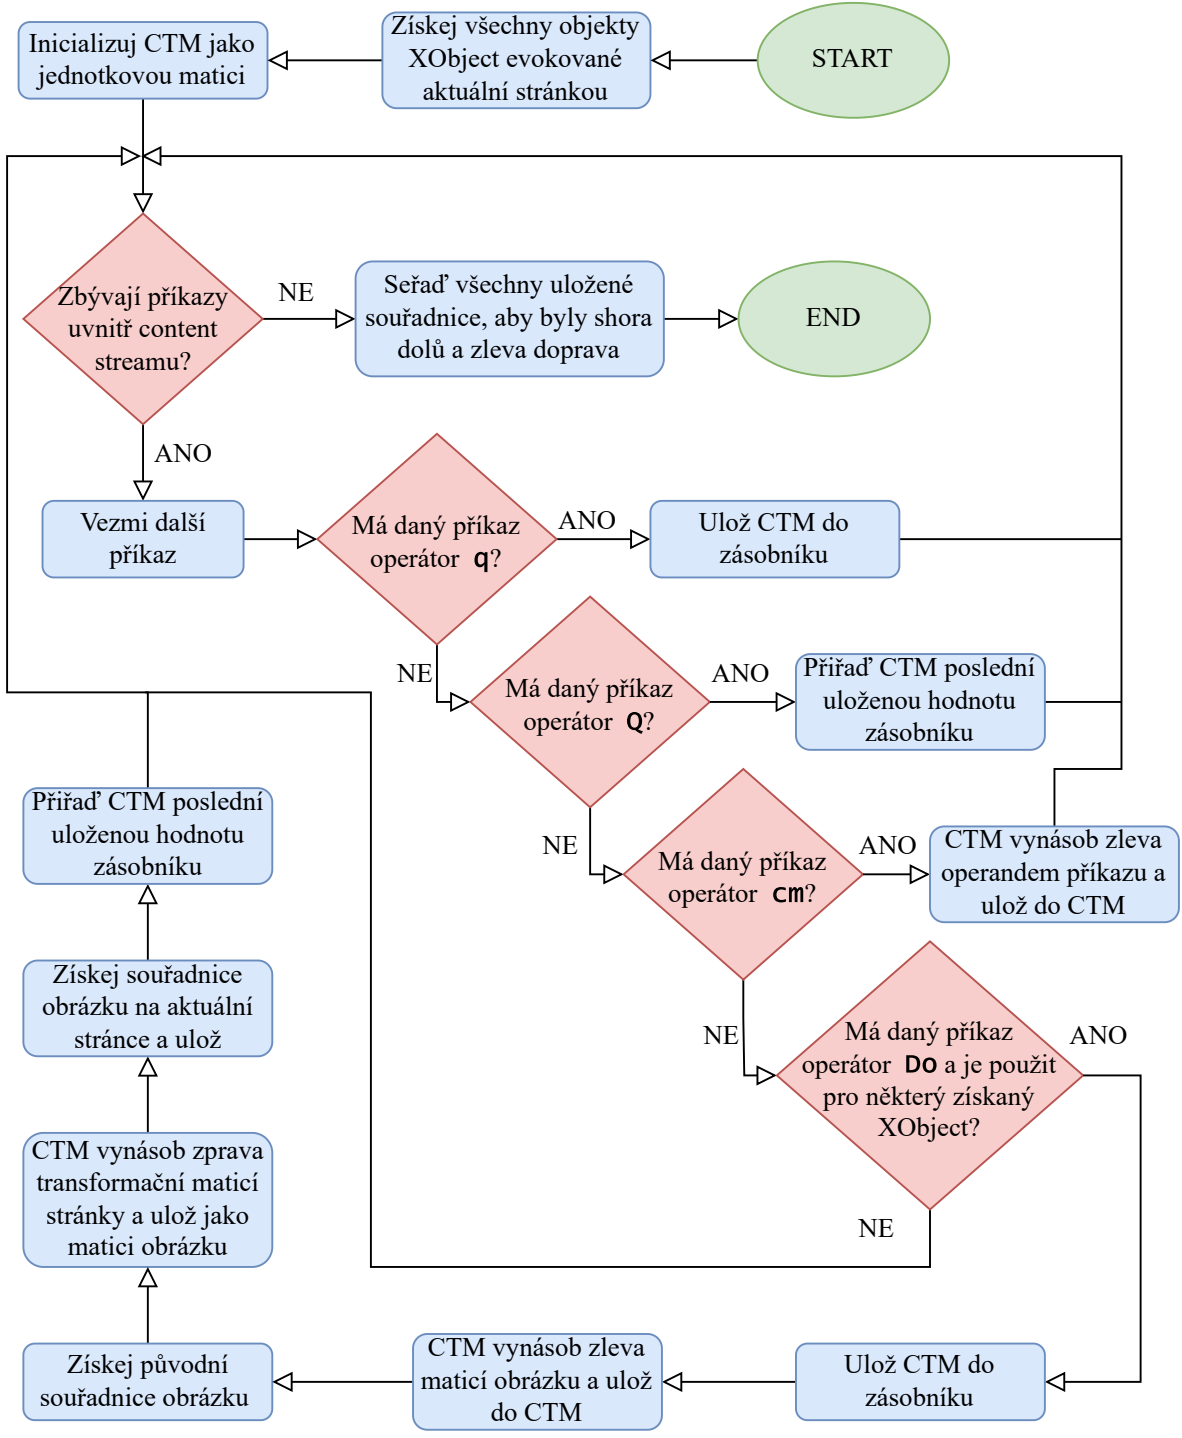 START
Získej všechny objekty
XObject evokované
aktuální stránkou
Inicializuj CTM jako
jednotkovou matici
Zbývají příkazy
uvnitř content
streamu?
NE
Seřaď všechny uložené
souřadnice, aby byly shora
dolů a zleva doprava
END
ANO
Vezmi další
příkaz
Má daný příkaz
operátor q?
ANO
Ulož CTM do
zásobníku
NE
Má daný příkaz
operátor Q?
ANO
Přiřaď CTM poslední
uloženou hodnotu
zásobníku
NE
Má daný příkaz
operátor cm?
ANO
CTM vynásob zleva
operandem příkazu a
ulož do CTM
NE
Má daný příkaz
operátor Do a je použit
pro některý získaný
XObject?
ANO
NE
Ulož CTM do
zásobníku
CTM vynásob zleva
maticí obrázku a ulož
do CTM
Získej původní
souřadnice obrázku
CTM vynásob zprava
transformační maticí
stránky a ulož jako
matici obrázku
Získej souřadnice
obrázku na aktuální
stránce a ulož
Přiřaď CTM poslední
uloženou hodnotu
zásobníku